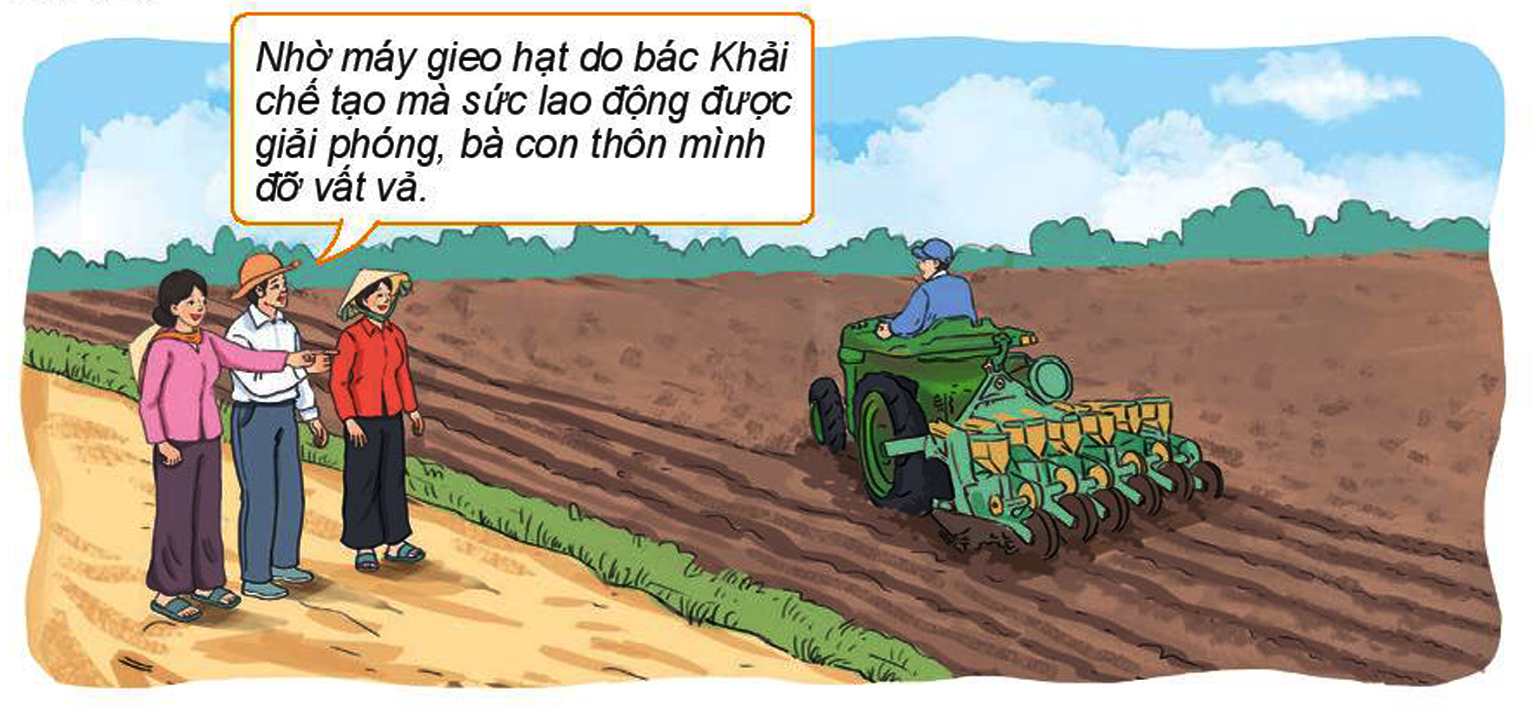 Nhờ máy gieo hạt do bác Khải
chế tạo mà sức lao động được
giải phóng, bà con thôn mình
đỡ vất vả.